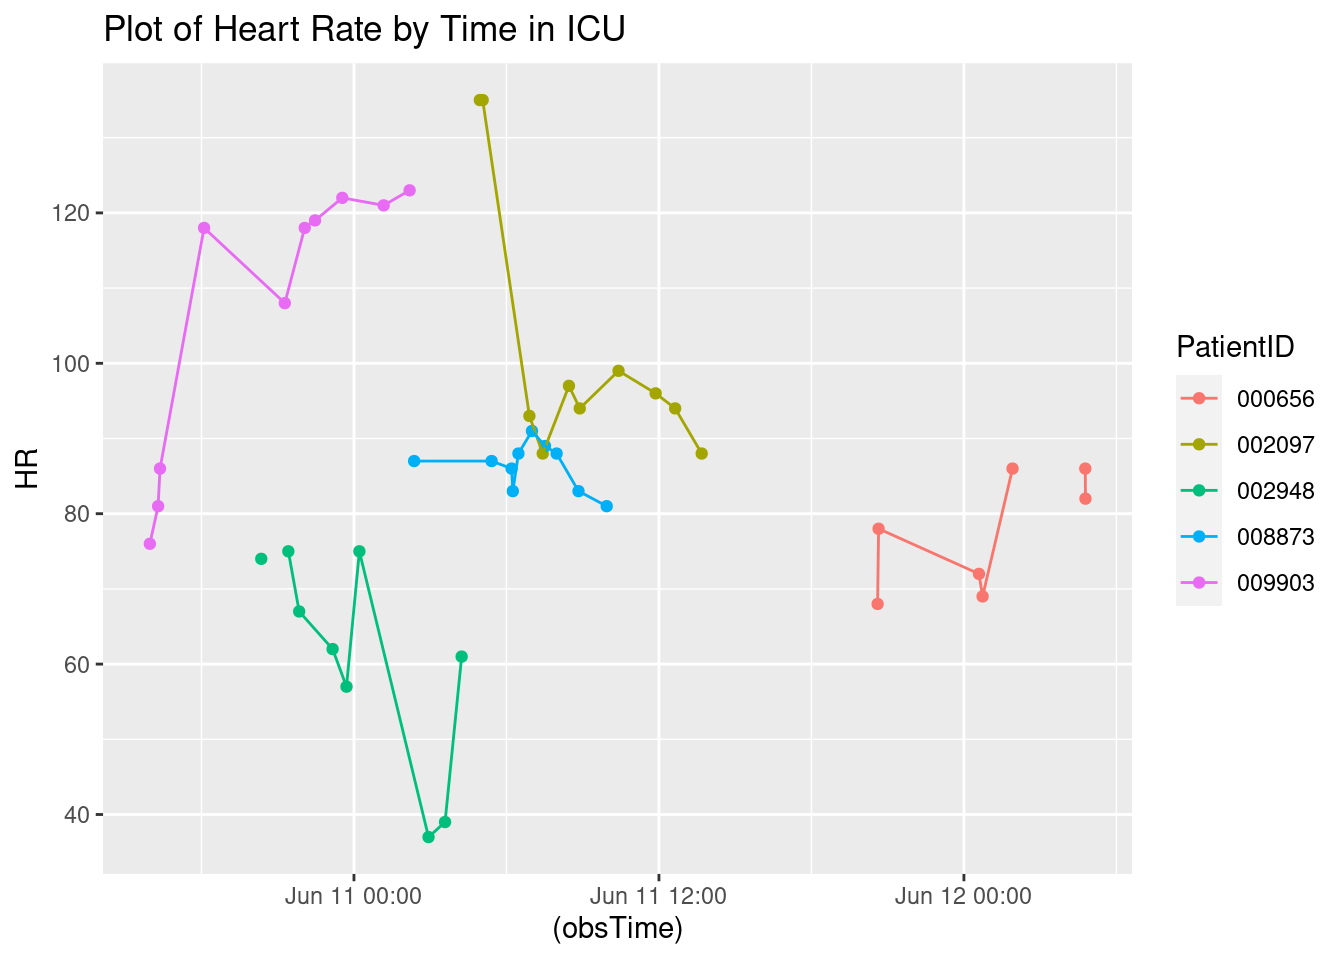 Plot of Heart Rate by Time in ICU
HR
120
100
80
60
40
Jun 11 00:00
Jun 11 12:00
Jun 12 00:00
(obsTime)
PatientID
000656
002097
002948
008873
009903